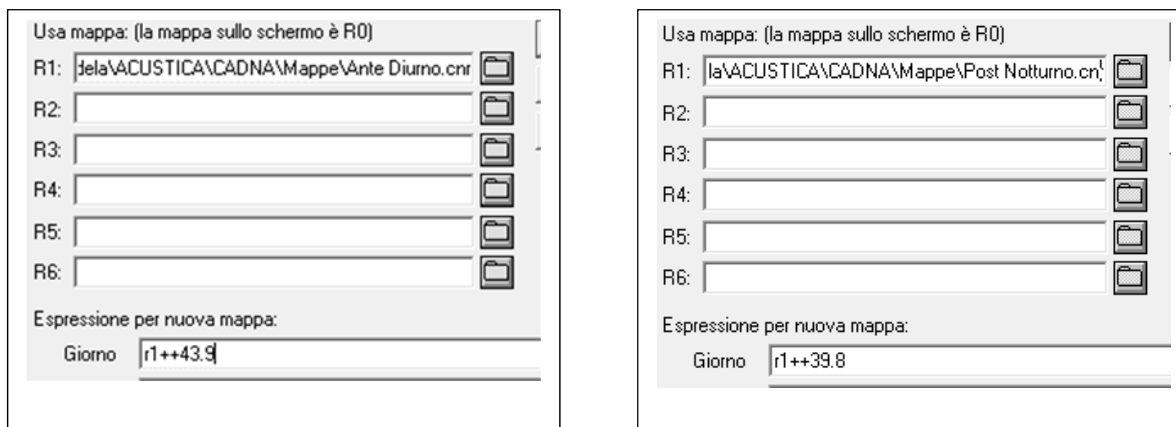 Usa mappa: (la mappa sullo schermo è R0)
R1: dela\ACUSTICA\CADNA\Mappe\Ante Diurno.cnr
R2:
R3:
R4:
R5:
R6:
Espressione per nuova mappa:
Giorno r1++43.9
Usa mappa: (la mappa sullo schermo è R0)
R1: la\ACUSTICA\CADNA\Mappe\Post Notturno.cn
R2:
R3:
R4:
R5:
R6:
Espressione per nuova mappa:
Giorno r1++39.8